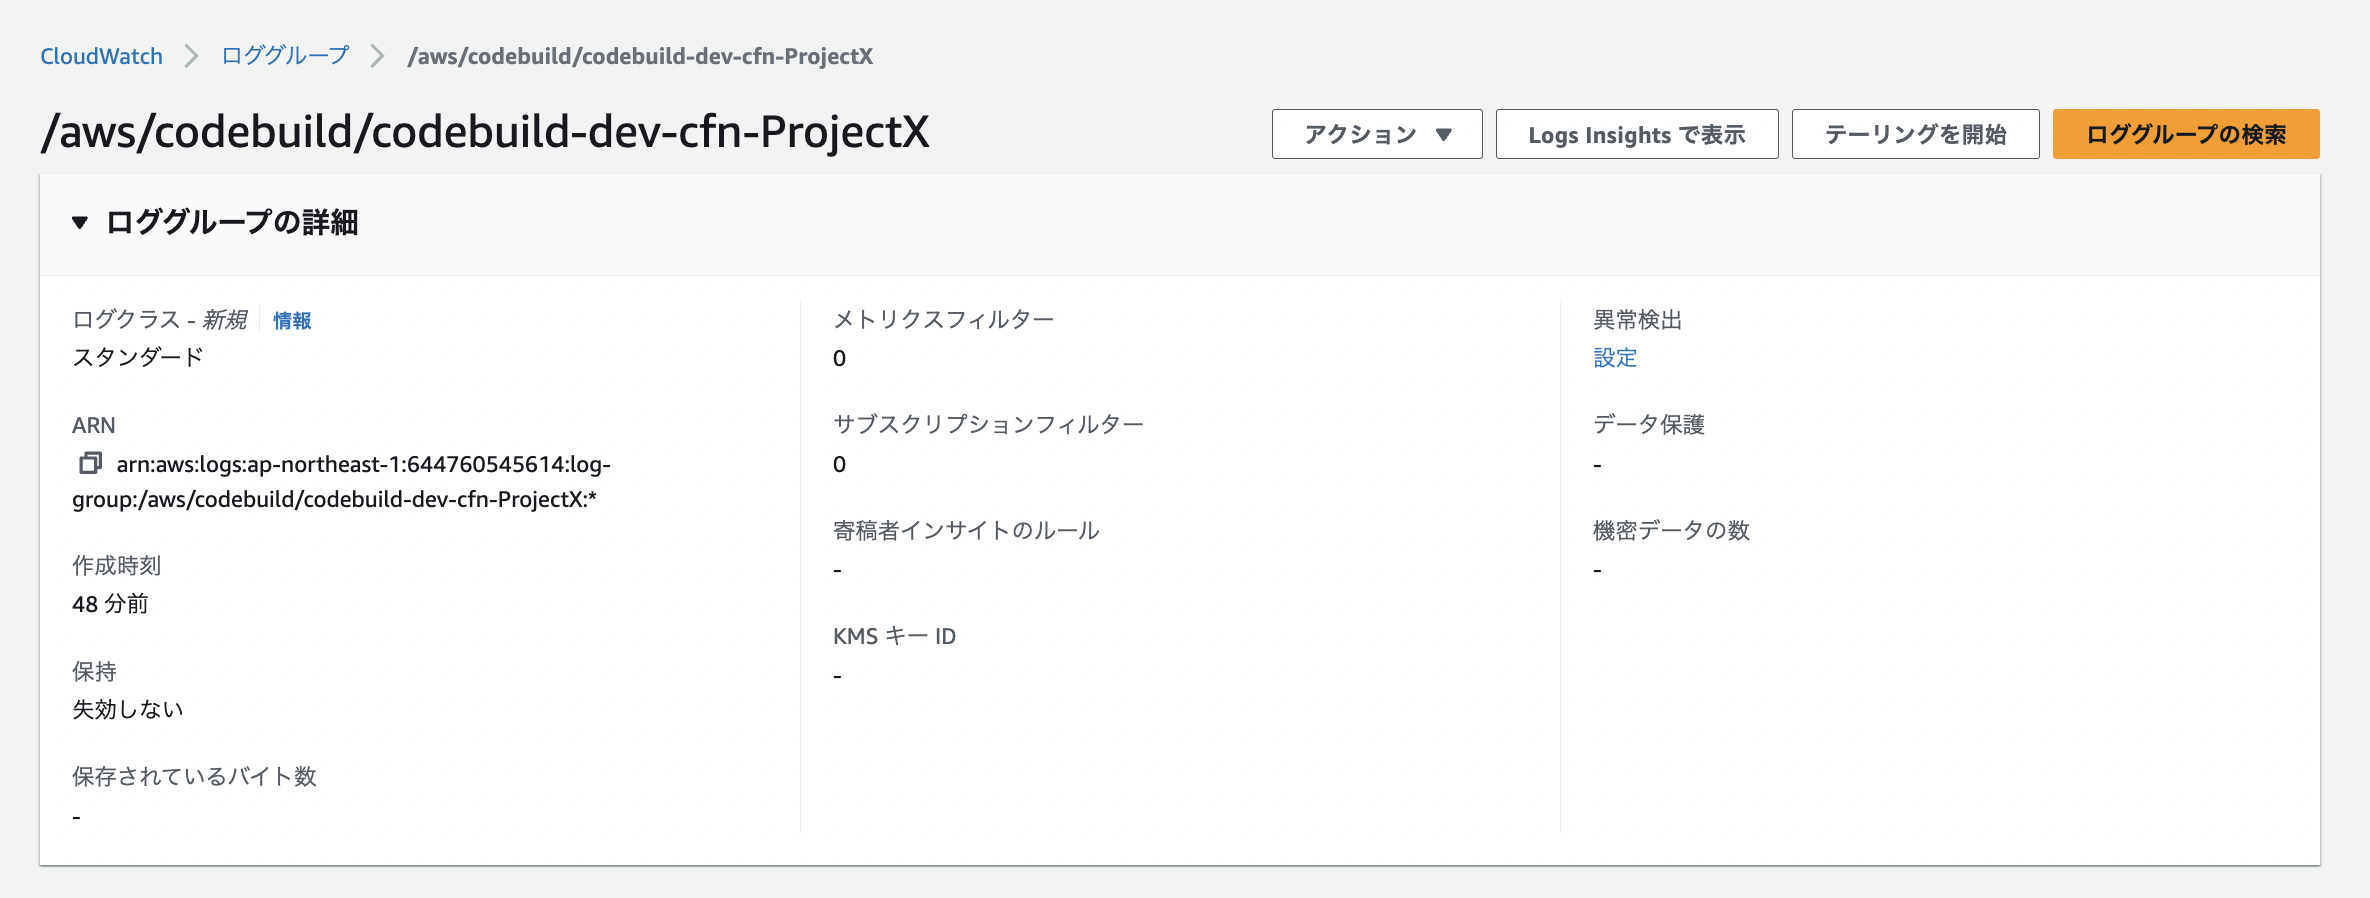 CloudWatch > ロググループ > /aws/codebuild/codebuild-dev-cfn-ProjectX
/aws/codebuild/codebuild-dev-cfn-ProjectX
アクション ▼
Logs Insights で表示
テーリングを開始
ロググループの検索
▼ ロググループの詳細
ログクラス - 新規 情報
スタンダード
ARN
arn:aws:logs:ap-northeast-1:644760545614:log-
group:/aws/codebuild/codebuild-dev-cfn-ProjectX:*
作成時刻
48 分前
保持
失効しない
保存されているバイト数
-
メトリクスフィルター
0
サブスクリプションフィルター
0
寄稿者インサイトのルール
-
KMS キー ID
-
異常検出
設定
データ保護
-
機密データの数
-